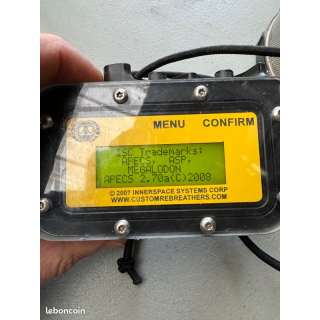 MENU CONFIRM
ISC Trademarks:
APECS, ASP,
MEGALODON
APECS 2.70a(C)2008
© 2007 INNERSPACE SYSTEMS CORP
WWW.CUSTOMREBREATHERS.COM
leboncoin